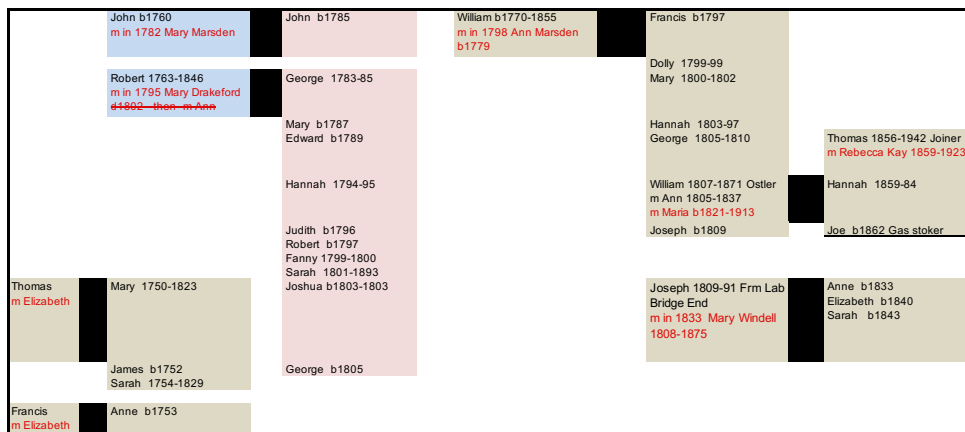 John b1760
m in 1782 Mary Marsden
John b1785
William b1770-1855
m in 1798 Ann Marsden
b1779
Francis b1797
Dolly 1799-99
Robert 1763-1846
m in 1795 Mary Drakeford
d1802 then m Ann
George 1783-85
Mary 1800-1802
Mary b1787
Edward b1789
Hannah 1803-97
George 1805-1810
Thomas 1856-1942 Joiner
m Rebecca Kay 1859-1923
Hannah 1794-95
William 1807-1871 Ostler
m Ann 1805-1837
m Maria b1821-1913
Hannah 1859-84
Judith b1796
Robert b1797
Fanny 1799-1800
Sarah 1801-1893
Joshua b1803-1803
Joseph b1809
Joe b1862 Gas stoker
Thomas
m Elizabeth
Mary 1750-1823
Joseph 1809-91 Frm Lab
Bridge End
m in 1833 Mary Windell
1808-1875
Anne b1833
Elizabeth b1840
Sarah b1843
James b1752
Sarah 1754-1829
George b1805
Francis
m Elizabeth
Anne b1753